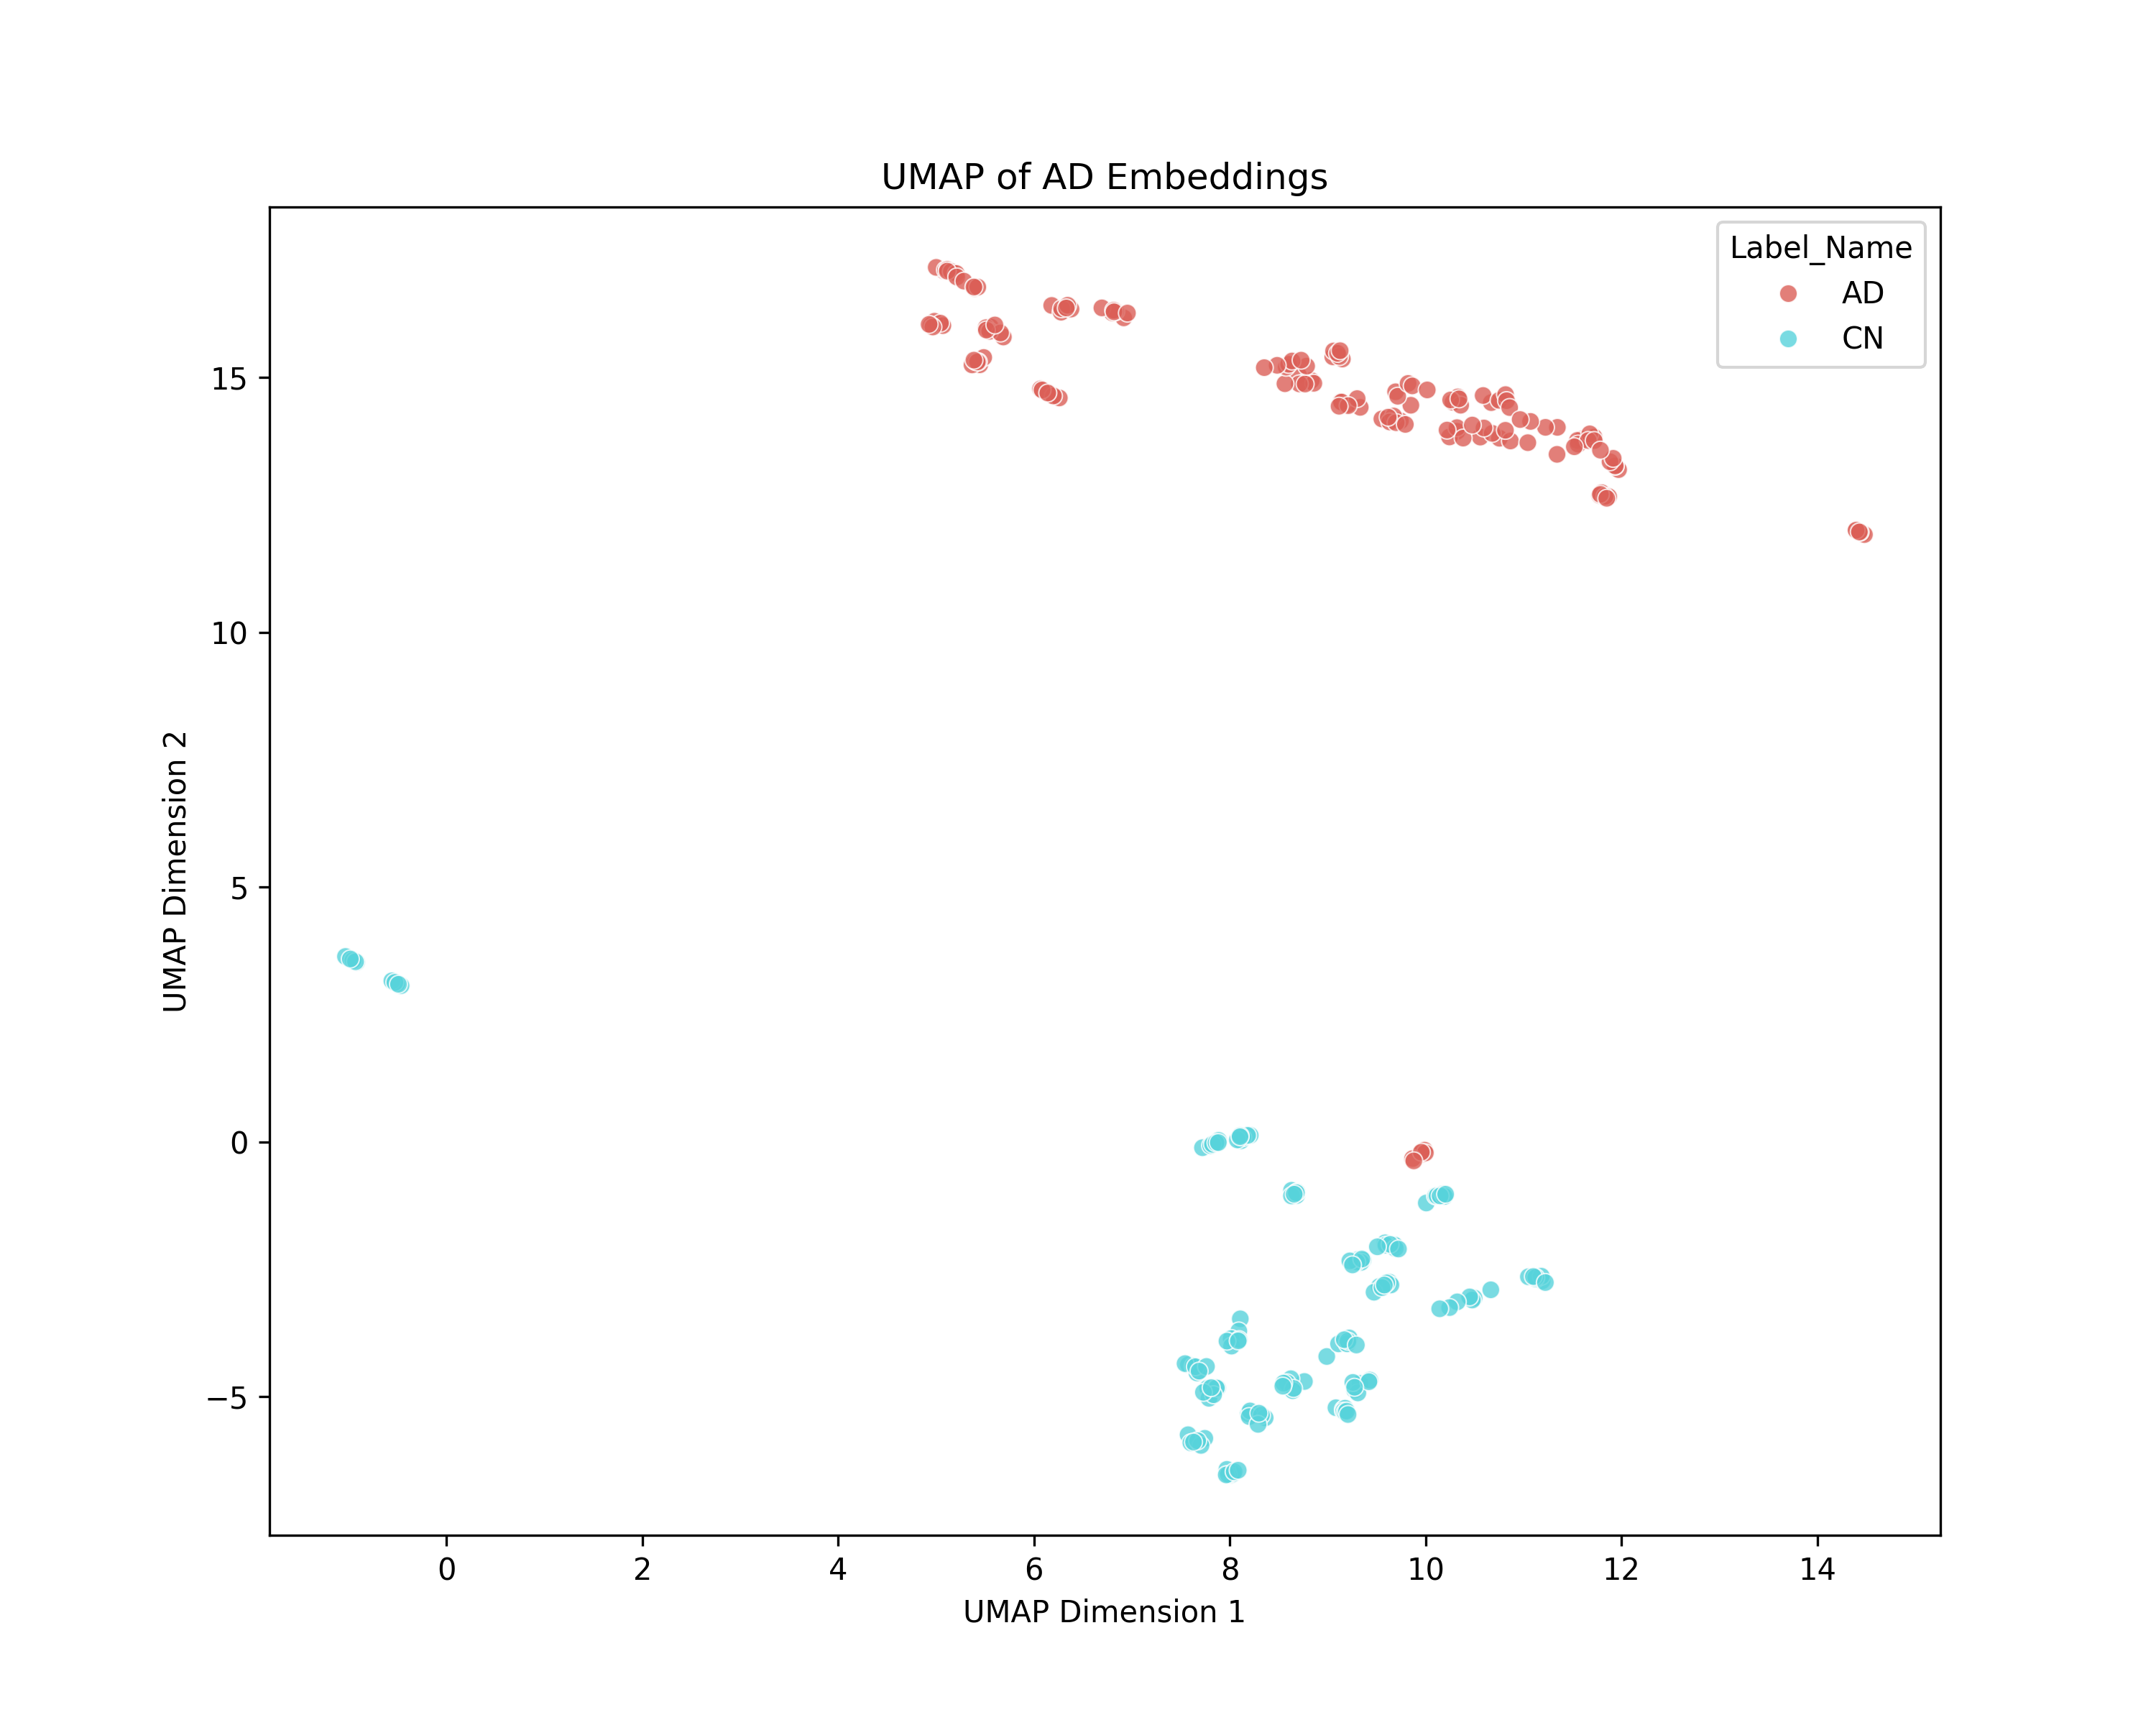 UMAP of AD Embeddings
Label_Name
AD
CN
15
10
5
0
−5
UMAP Dimension 2
0 2 4 6 8 10 12 14
UMAP Dimension 1